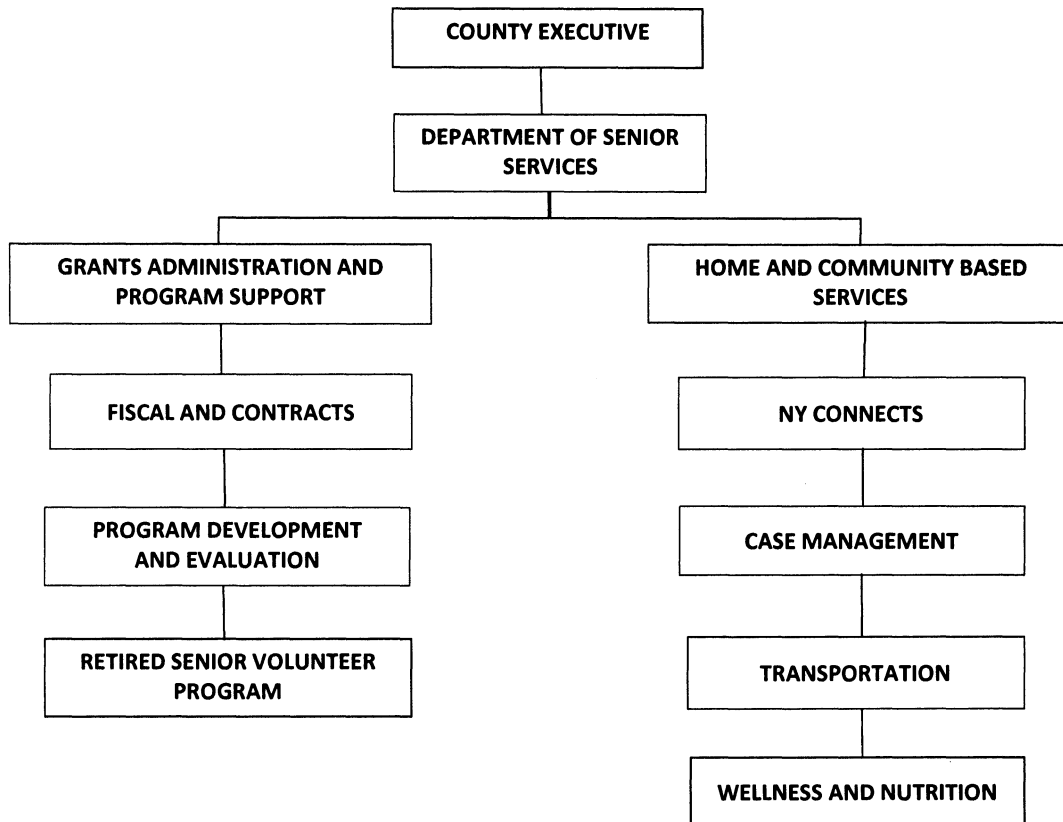 COUNTY EXECUTIVE
DEPARTMENT OF SENIOR
SERVICES
GRANTS ADMINISTRATION AND
PROGRAM SUPPORT
HOME AND COMMUNITY BASED
SERVICES
FISCAL AND CONTRACTS
NY CONNECTS
PROGRAM DEVELOPMENT
AND EVALUATION
CASE MANAGEMENT
RETIRED SENIOR VOLUNTEER
PROGRAM
TRANSPORTATION
WELLNESS AND NUTRITION